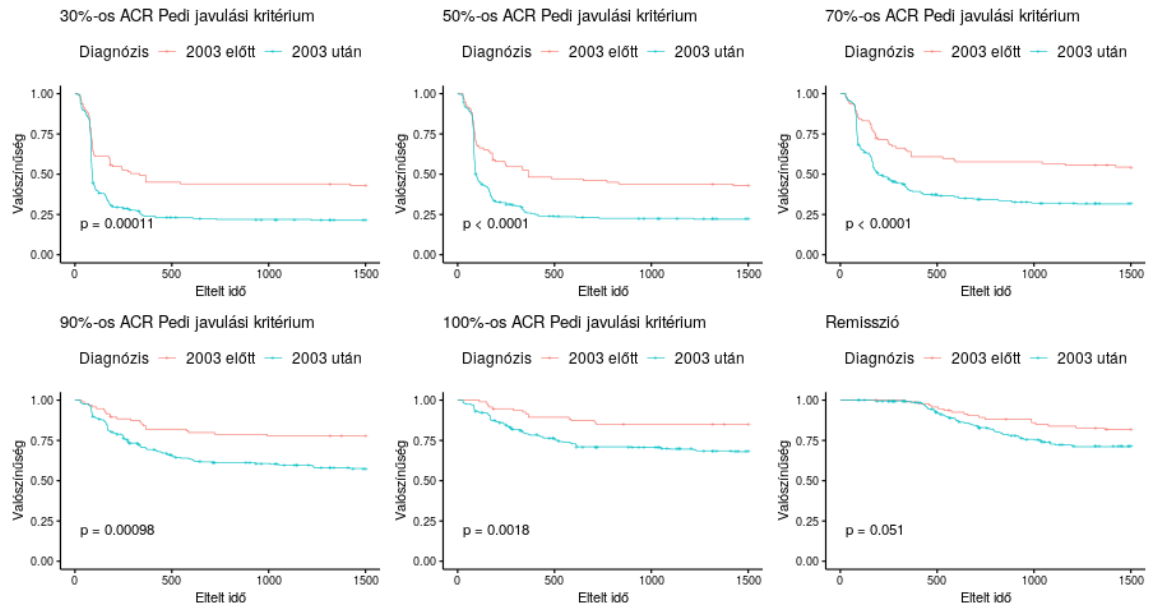 30%-os ACR Pedi javulási kritérium
Diagnózis 2003 előtt 2003 után
Valószínűség
1.00
0.75
0.50
0.25
0.00
p = 0.00011
0 500 1000 1500
Eltelt idő
50%-os ACR Pedi javulási kritérium
Diagnózis 2003 előtt 2003 után
Valószínűség
1.00
0.75
0.50
0.25
0.00
p < 0.0001
0 500 1000 1500
Eltelt idő
70%-os ACR Pedi javulási kritérium
Diagnózis 2003 előtt 2003 után
Valószínűség
1.00
0.75
0.50
0.25
0.00
p < 0.0001
0 500 1000 1500
Eltelt idő
90%-os ACR Pedi javulási kritérium
Diagnózis 2003 előtt 2003 után
Valószínűség
1.00
0.75
0.50
0.25
0.00
p = 0.00098
0 500 1000 1500
Eltelt idő
100%-os ACR Pedi javulási kritérium
Diagnózis 2003 előtt 2003 után
Valószínűség
1.00
0.75
0.50
0.25
0.00
p = 0.0018
0 500 1000 1500
Eltelt idő
Remisszió
Diagnózis 2003 előtt 2003 után
Valószínűség
1.00
0.75
0.50
0.25
0.00
p = 0.051
0 500 1000 1500
Eltelt idő